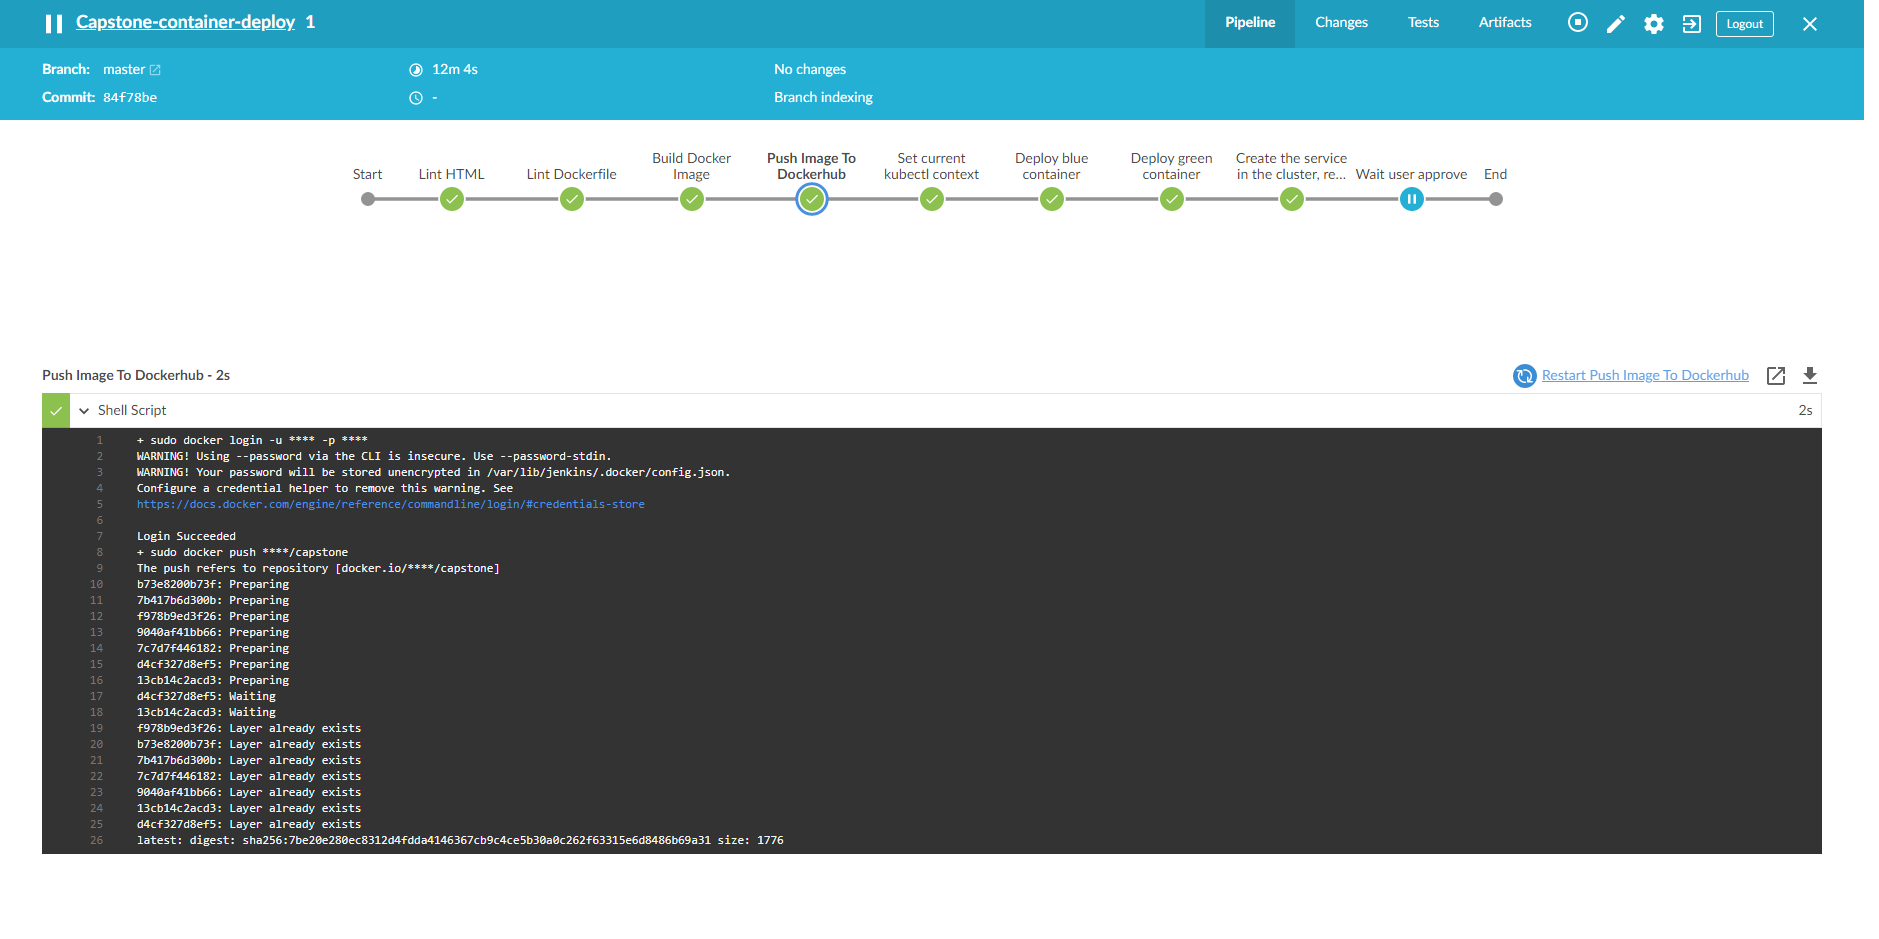 Capstone-container-deploy 1
Pipeline Changes Tests Artifacts Logout
Branch: master
12m 4s
No changes
Commit: 84f78be
-
Branch indexing
Start
Lint HTML
Lint Dockerfile
Build Docker
Image
Push Image To
Dockerhub
Set current
kubectl context
Deploy blue
container
Deploy green
container
Create the service
in the cluster, re...
Wait user approve
End
Push Image To Dockerhub - 2s
Restart Push Image To Dockerhub
Shell Script
2s
1 + sudo docker login -u **** -p ****
2 WARNING! Using --password via the CLI is insecure. Use --password-stdin.
3 WARNING! Your password will be stored unencrypted in /var/lib/jenkins/.docker/config.json.
4 Configure a credential helper to remove this warning. See
5 https://docs.docker.com/engine/reference/commandline/login/#credentials-store
6
7 Login Succeeded
8 + sudo docker push ****/capstone
9 The push refers to repository [docker.io/****/capstone]
10 b73e8200b73f: Preparing
11 7b417b6d300b: Preparing
12 f978b9ed3f26: Preparing
13 9040af41bb66: Preparing
14 7c7d7f446182: Preparing
15 d4cf327d8ef5: Preparing
16 13cb14c2acd3: Preparing
17 d4cf327d8ef5: Waiting
18 13cb14c2acd3: Waiting
19 f978b9ed3f26: Layer already exists
20 b73e8200b73f: Layer already exists
21 7b417b6d300b: Layer already exists
22 7c7d7f446182: Layer already exists
23 9040af41bb66: Layer already exists
24 13cb14c2acd3: Layer already exists
25 d4cf327d8ef5: Layer already exists
26 latest: digest: sha256:7be20e280ec8312d4fdda4146367cb9c4ce5b30a0c262f63315e6d8486b69a31 size: 1776